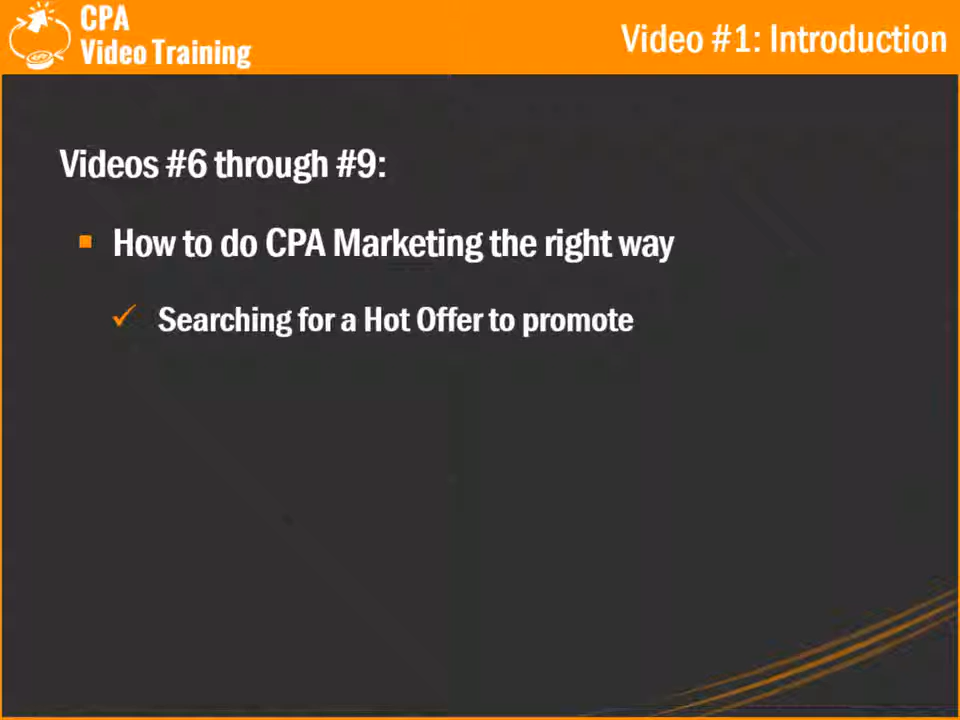 CPA
Video Training
Video #1: Introduction
Videos #6 through #9:
How to do CPA Marketing the right way
Searching for a Hot Offer to promote